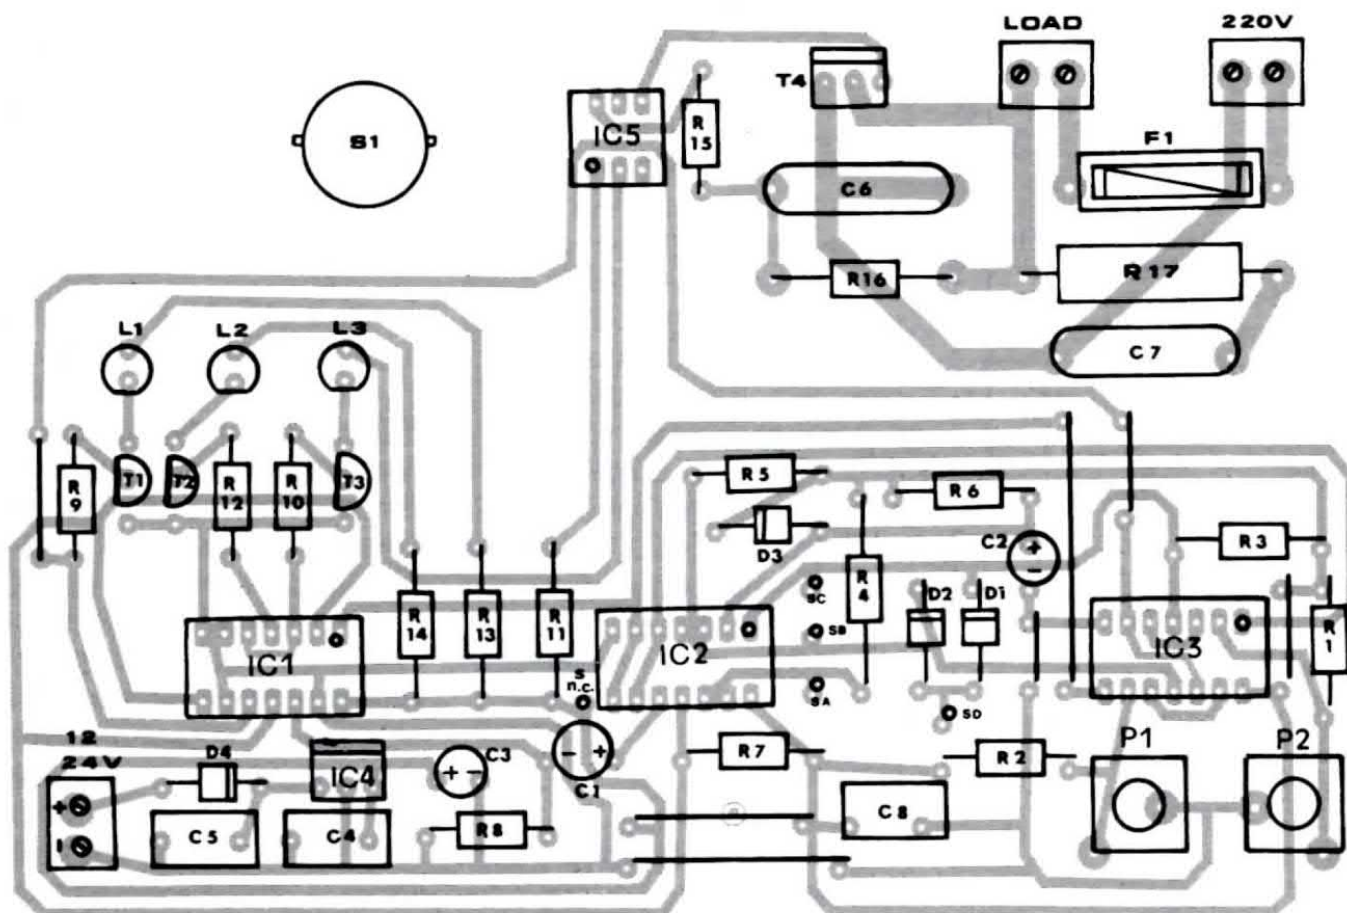 LOAD
220V
T4
S1
IC5
R 15
F1
C6
R16
R17
C7
L1
L2
L3
R 9
T1
T2
R 12
R 10
T3
R5
R6
D3
C2
+
-
R3
R 14
R 13
R 11
R 4
SC
SB
SA
D2
D1
IC1
IC2
IC3
R 1
S n.c.
SD
12
24V
D4
IC4
C3
+ -
- +
C1
R7
R2
P1
P2
+
-
C5
C4
R8
C8